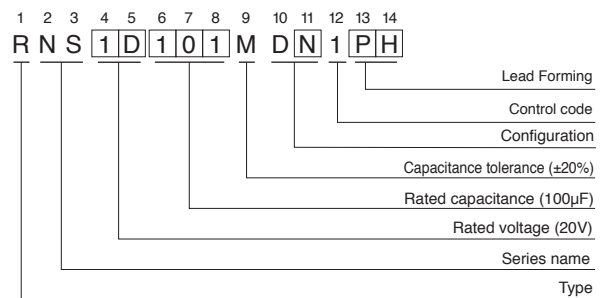 1 2 3 4 5 6 7 8 9 10 11 12 13 14
R N S 1 D 1 0 1 M D N 1 P H
Lead Forming
Control code
Configuration
Capacitance tolerance (±20%)
Rated capacitance (100µF)
Rated voltage (20V)
Series name
Type